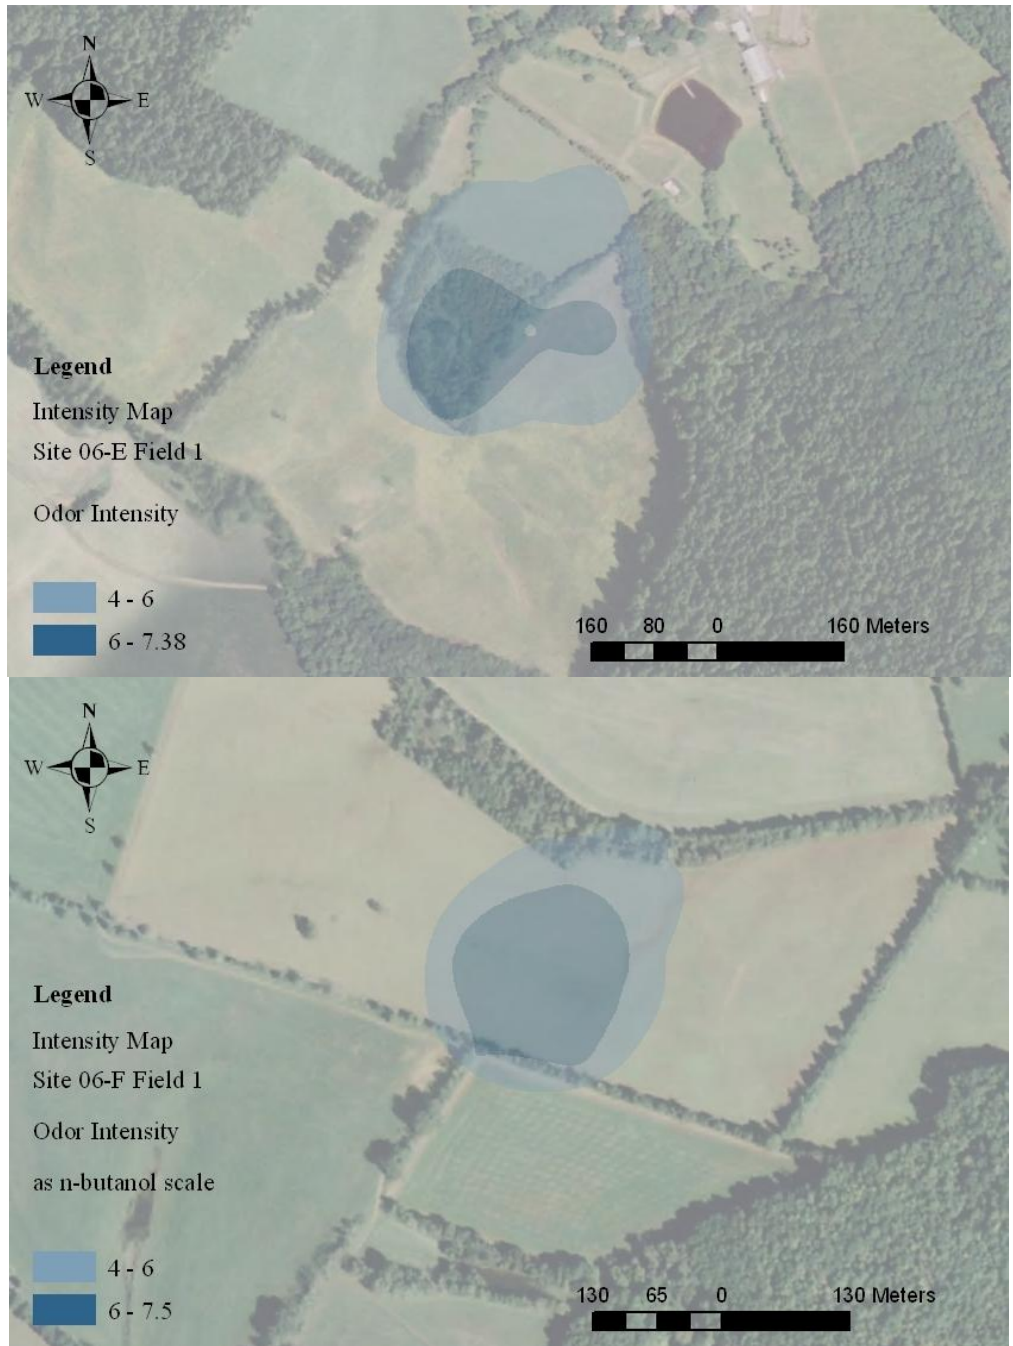 N
W E
S
Legend
Intensity Map
Site 06-E Field 1
Odor Intensity
4 - 6
6 - 7.38
160 80 0 160 Meters
N
W E
S
Legend
Intensity Map
Site 06-F Field 1
Odor Intensity
as n-butanol scale
4 - 6
6 - 7.5
130 65 0 130 Meters